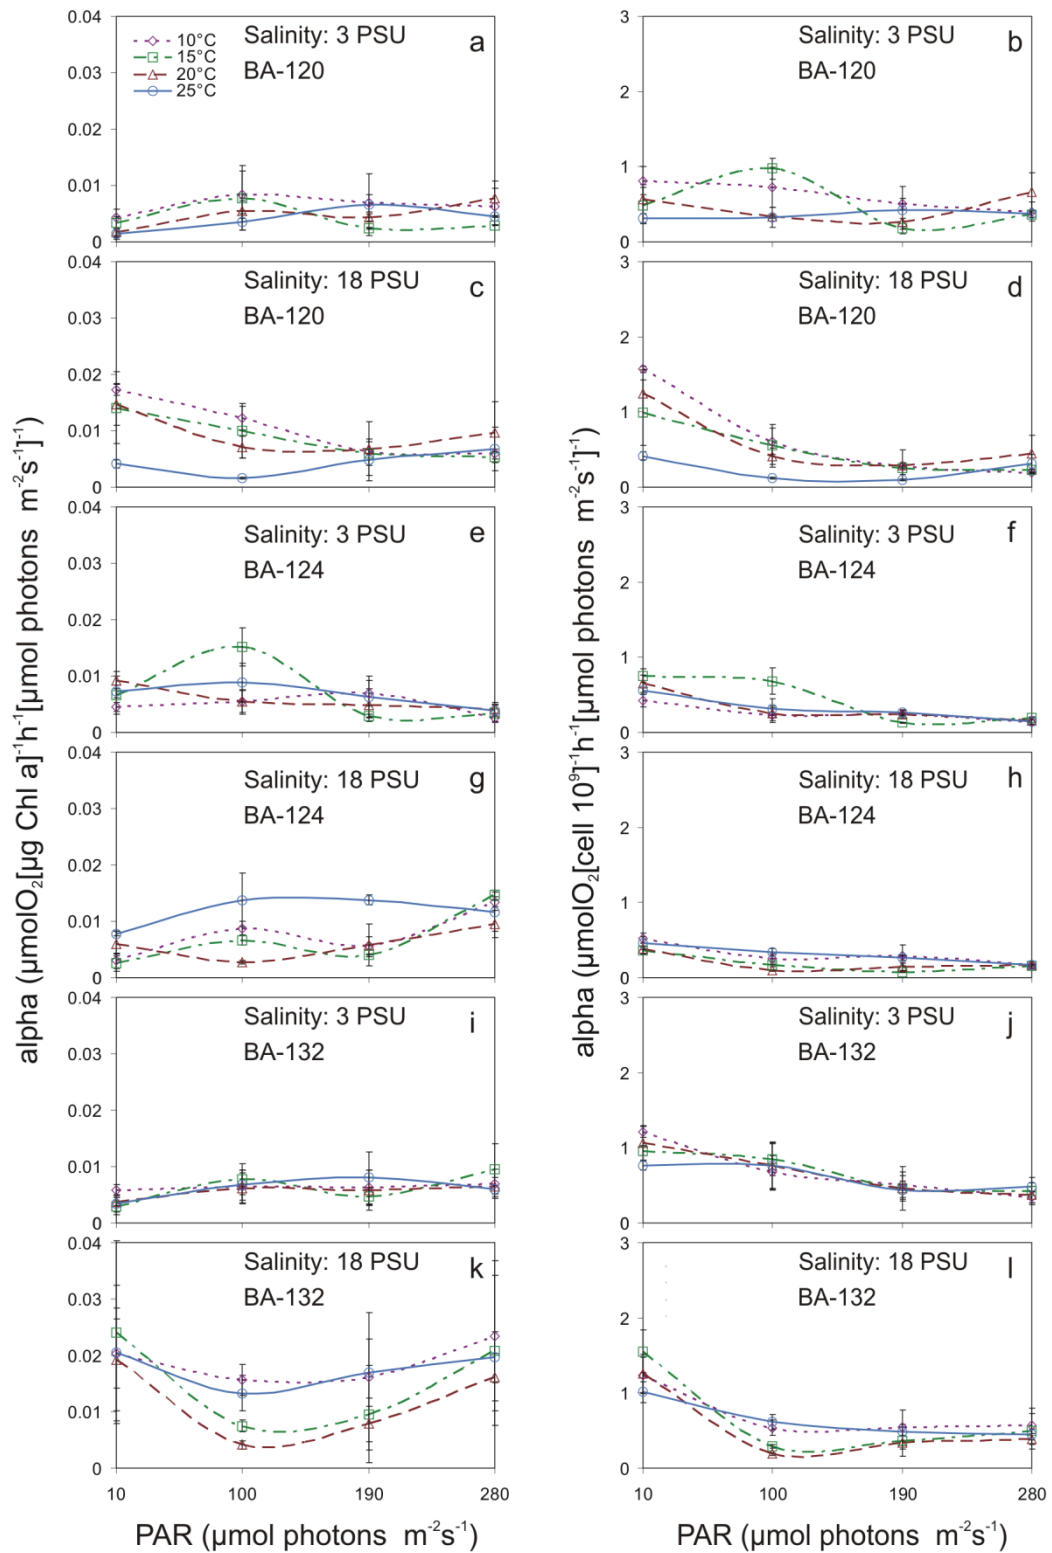 0.04
0.03
0.02
0.01
0
10°C
15°C
20°C
25°C
Salinity: 3 PSU
BA-120
a
3
2
1
0
Salinity: 3 PSU
BA-120
b
0.04
0.03
0.02
0.01
0
Salinity: 18 PSU
BA-120
c
3
2
1
0
Salinity: 18 PSU
BA-120
d
0.04
0.03
0.02
0.01
0
Salinity: 3 PSU
BA-124
e
3
2
1
0
Salinity: 3 PSU
BA-124
f
0.04
0.03
0.02
0.01
0
Salinity: 18 PSU
BA-124
g
3
2
1
0
Salinity: 18 PSU
BA-124
h
0.04
0.03
0.02
0.01
0
Salinity: 3 PSU
BA-132
i
3
2
1
0
Salinity: 3 PSU
BA-132
j
0.04
0.03
0.02
0.01
0
Salinity: 18 PSU
BA-132
k
3
2
1
0
Salinity: 18 PSU
BA-132
l
10 100 190 280
10 100 190 280
PAR (µmol photons m⁻²s⁻¹)
PAR (µmol photons m⁻²s⁻¹)
alpha (µmolO₂[µg Chl a]⁻¹h⁻¹[µmol photons m⁻²s⁻¹]⁻¹)
alpha (µmolO₂[cell 10⁹]⁻¹h⁻¹[µmol photons m⁻²s⁻¹]⁻¹)